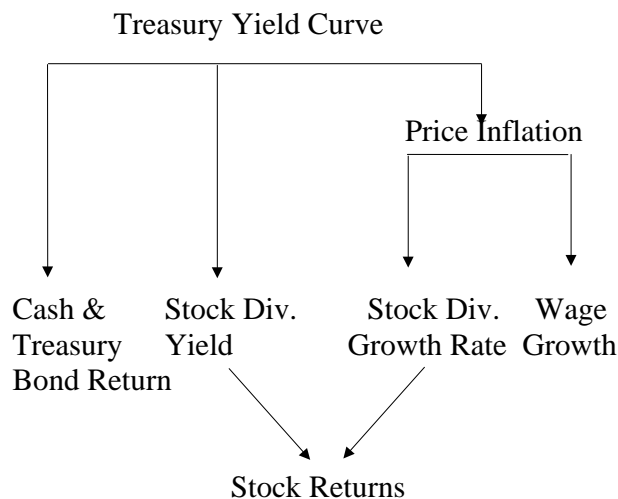 Treasury Yield Curve
Price Inflation
Cash &
Treasury
Bond Return
Stock Div.
Yield
Stock Div.
Growth Rate
Wage
Growth
Stock Returns